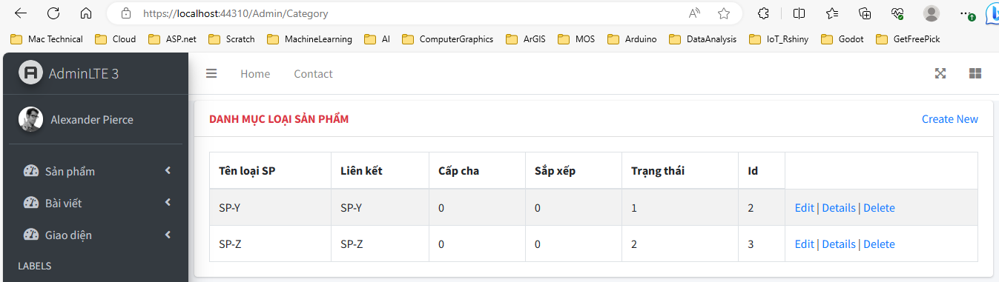 https://localhost:44310/Admin/Category
Mac Technical Cloud ASP.net Scratch MachineLearning AI ComputerGraphics ArGIS MOS Arduino DataAnalysis IoT_Rshiny Godot GetFreePick
AdminLTE 3
Home Contact
Alexander Pierce
DANH MỤC LOẠI SẢN PHẨM Create New
Sản phẩm
Bài viết
Giao diện
LABELS
Tên loại SP Liên kết Cấp cha Sắp xếp Trạng thái Id
SP-Y SP-Y 0 0 1 2 Edit | Details | Delete
SP-Z SP-Z 0 0 2 3 Edit | Details | Delete